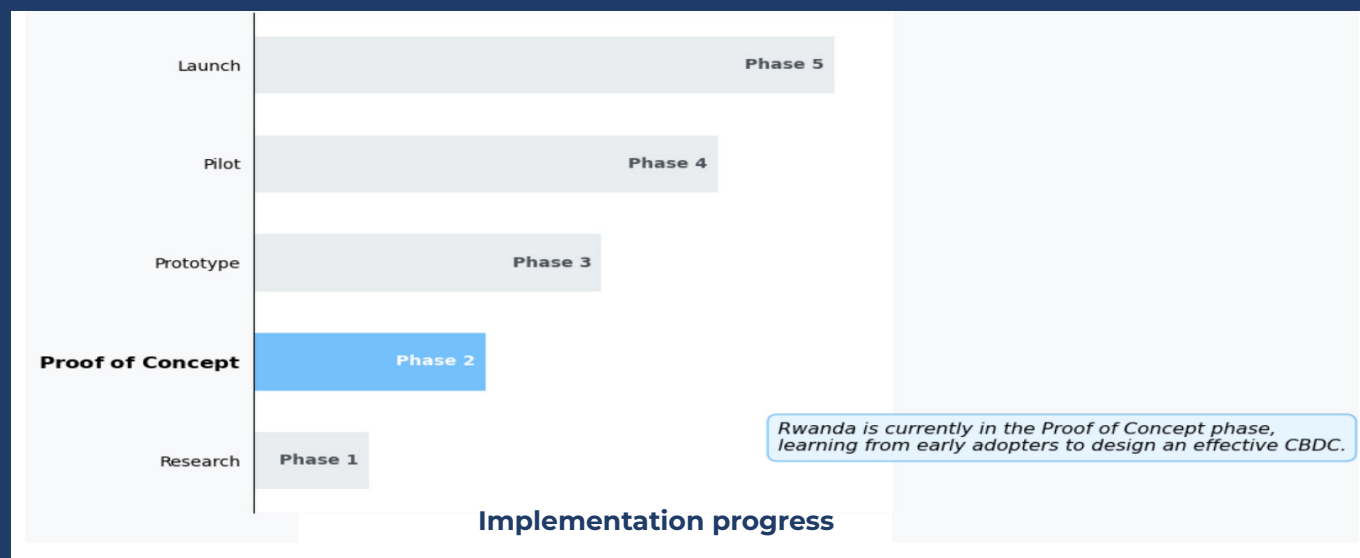 Launch
Phase 5
Pilot
Phase 4
Prototype
Phase 3
Proof of Concept
Phase 2
Rwanda is currently in the Proof of Concept phase,
learning from early adopters to design an effective CBDC.
Research
Phase 1
Implementation progress